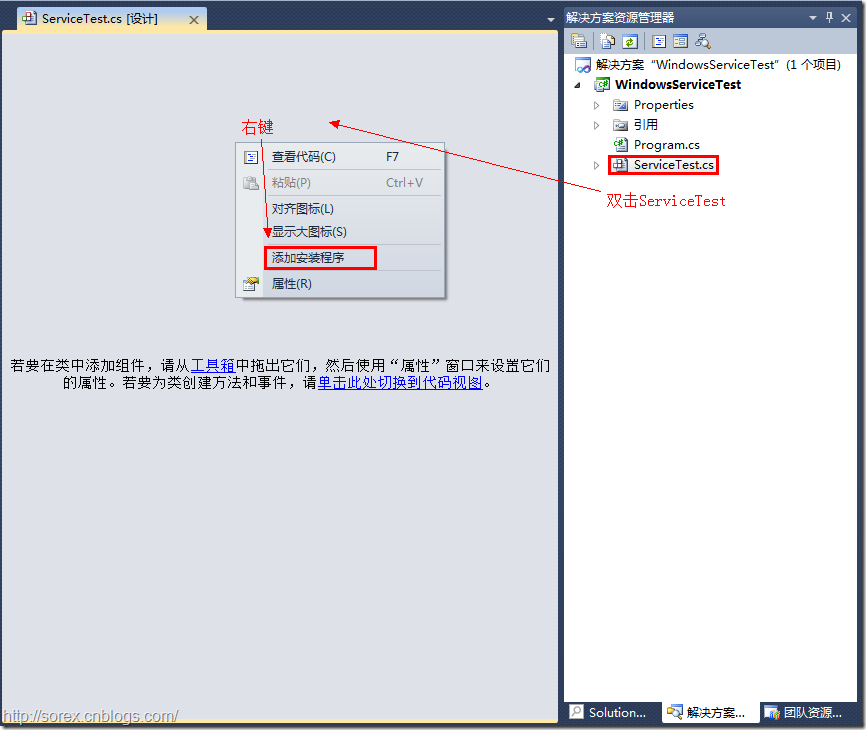 ServiceTest.cs [设计]
右键
查看代码(C) F7
粘贴(P) Ctrl+V
对齐图标(L)
显示大图标(S)
添加安装程序
属性(R)
若要在类中添加组件，请从工具箱中拖出它们，然后使用“属性”窗口来设置它们
的属性。若要为类创建方法和事件，请单击此处切换到代码视图。
http://sorex.cnblogs.com/
解决方案资源管理器
解决方案“WindowsServiceTest”(1 个项目)
WindowsServiceTest
Properties
引用
Program.cs
ServiceTest.cs
双击ServiceTest
Solution...
解决方案...
团队资源...